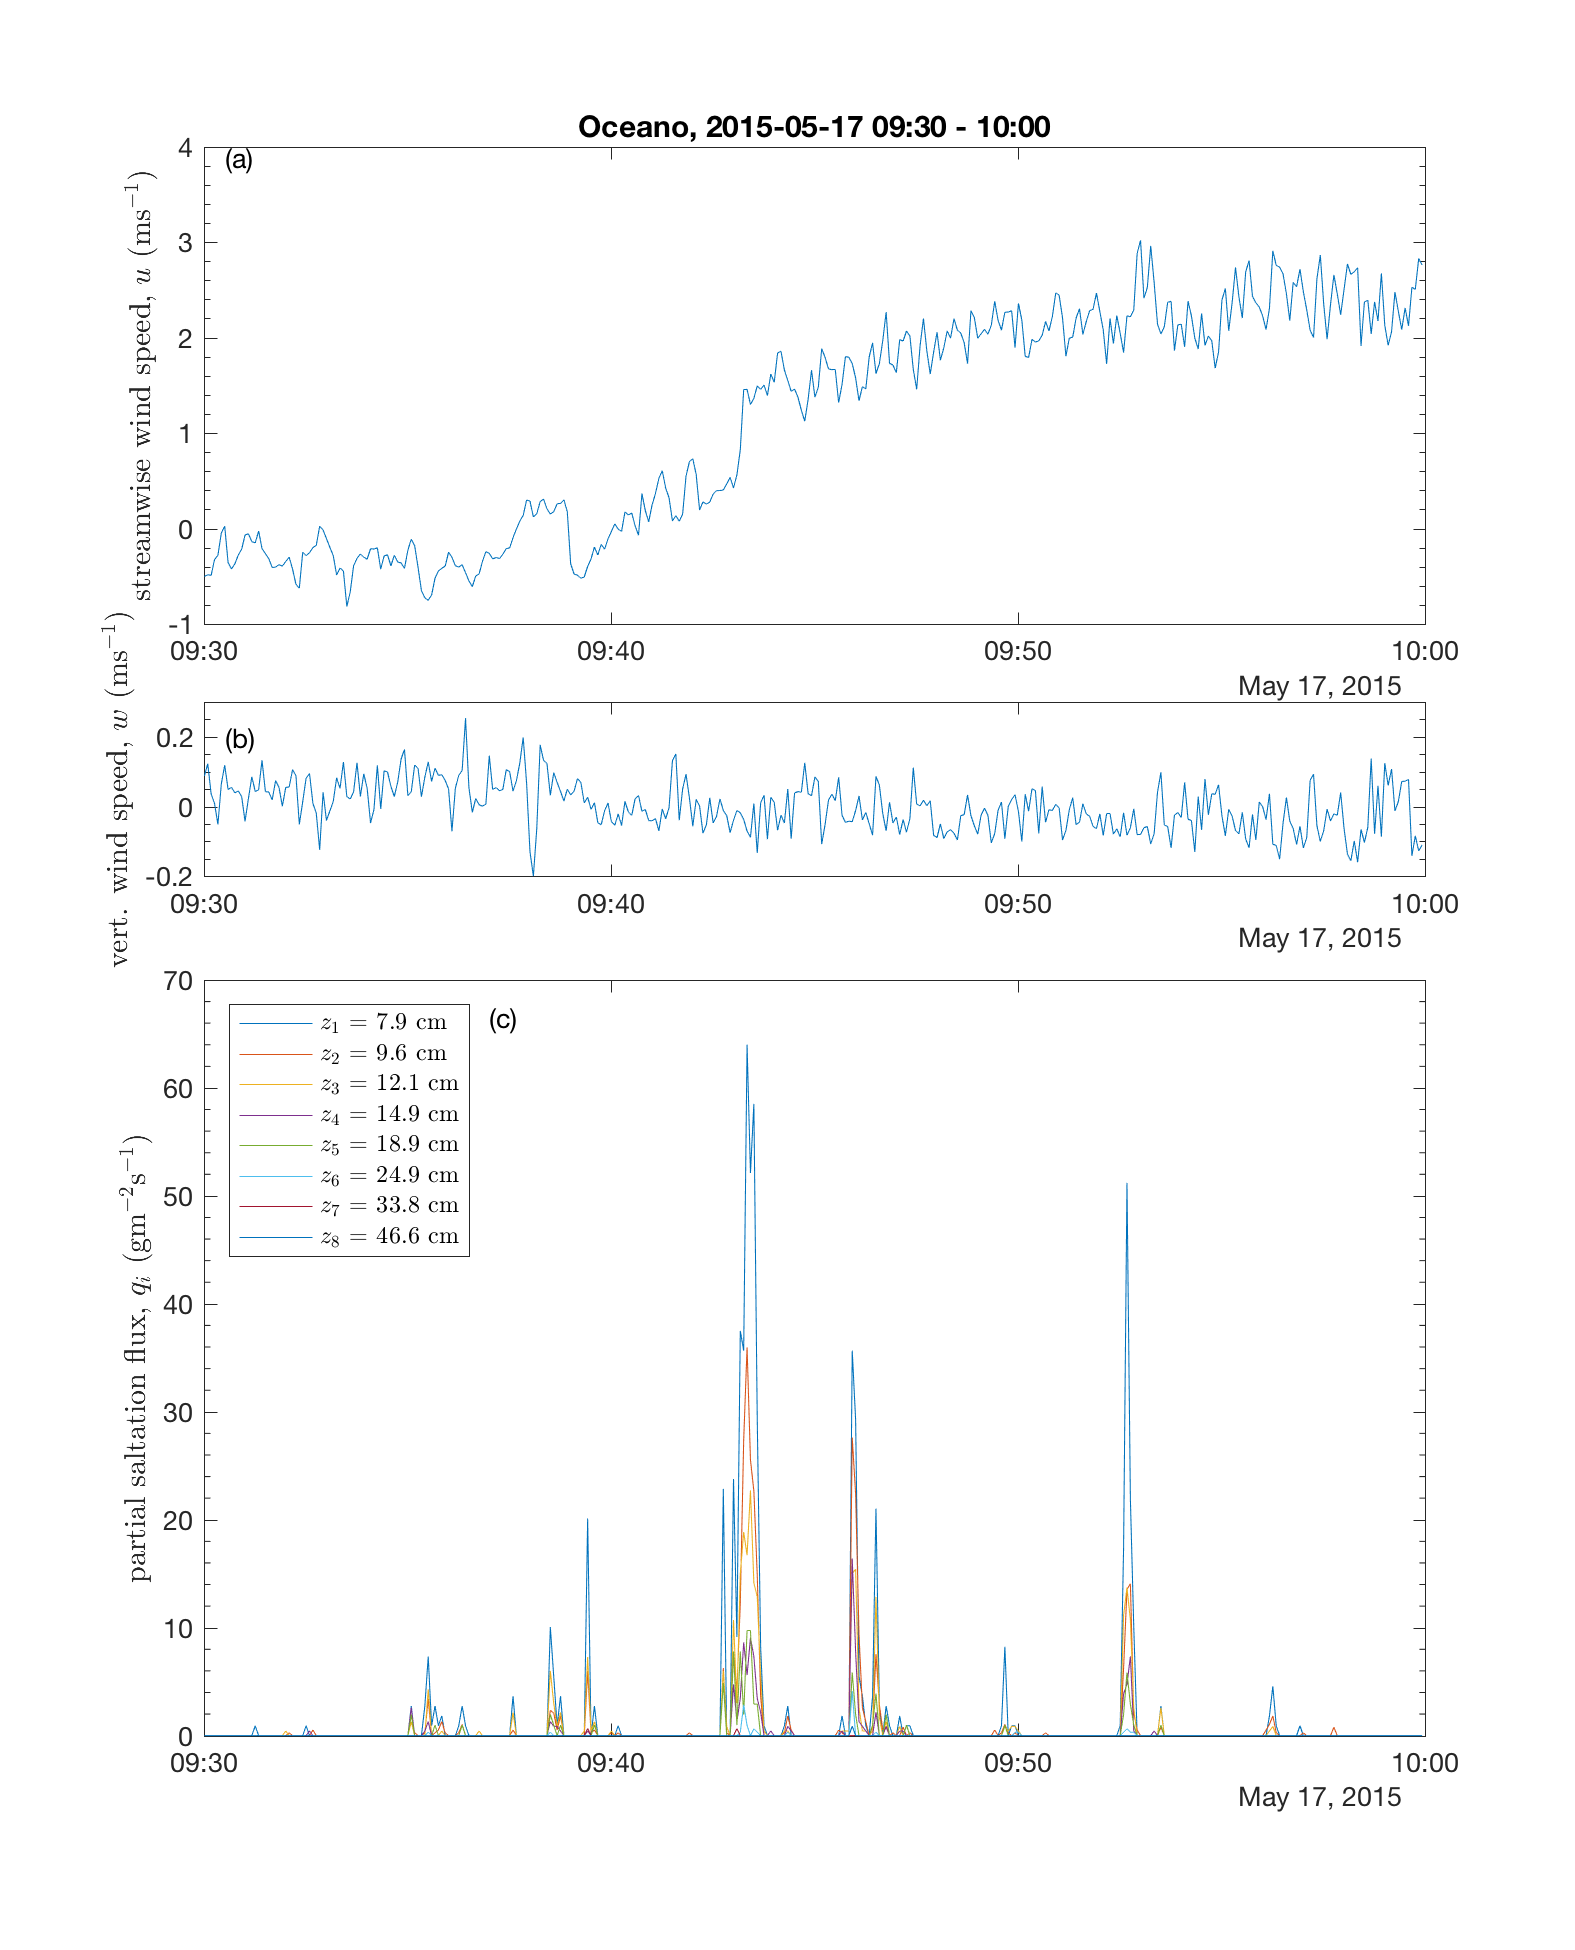 Oceano, 2015-05-17 09:30 - 10:00
(a)
streamwise wind speed, u (ms⁻¹)
4
3
2
1
0
-1
09:30 09:40 09:50 10:00
May 17, 2015
(b)
vert. wind speed, w (ms⁻¹)
0.2
0
-0.2
09:30 09:40 09:50 10:00
May 17, 2015
(c)
partial saltation flux, qᵢ (gm⁻²s⁻¹)
70
60
50
40
30
20
10
0
z₁ = 7.9 cm
z₂ = 9.6 cm
z₃ = 12.1 cm
z₄ = 14.9 cm
z₅ = 18.9 cm
z₆ = 24.9 cm
z₇ = 33.8 cm
z₈ = 46.6 cm
09:30 09:40 09:50 10:00
May 17, 2015